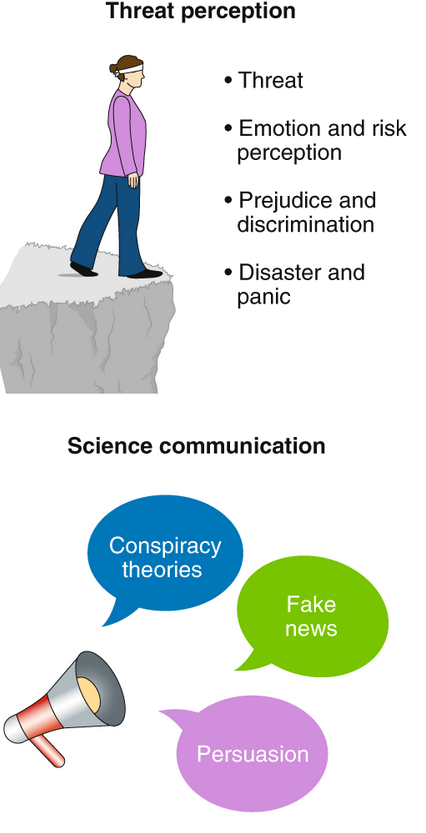 Threat perception
• Threat
• Emotion and risk
perception
• Prejudice and
discrimination
• Disaster and
panic
Science communication
Conspiracy
theories
Fake
news
Persuasion